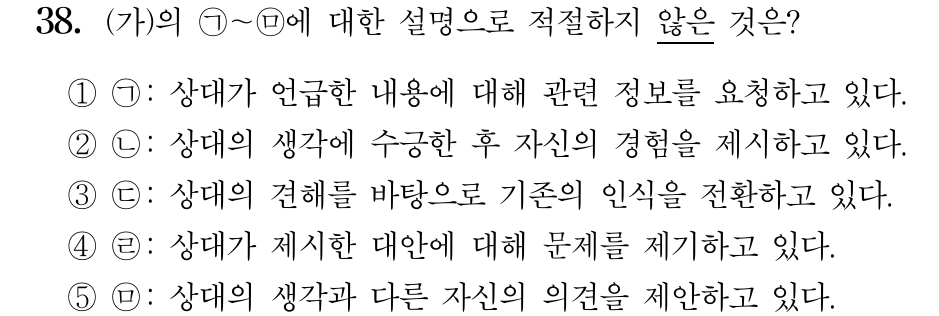 38. (가)의 ㉠~㉤에 대한 설명으로 적절하지 않은 것은?
① ㉠: 상대가 언급한 내용에 대해 관련 정보를 요청하고 있다.
② ㉡: 상대의 생각에 수긍한 후 자신의 경험을 제시하고 있다.
③ ㉢: 상대의 견해를 바탕으로 기존의 인식을 전환하고 있다.
④ ㉣: 상대가 제시한 대안에 대해 문제를 제기하고 있다.
⑤ ㉤: 상대의 생각과 다른 자신의 의견을 제안하고 있다.